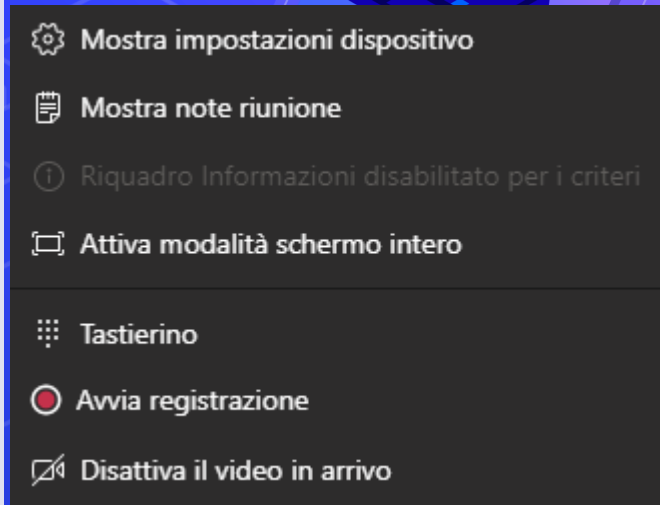 Mostra impostazioni dispositivo
Mostra note riunione
Riquadro Informazioni disabilitato per i criteri
Attiva modalità schermo intero
Tastierino
Avvia registrazione
Disattiva il video in arrivo